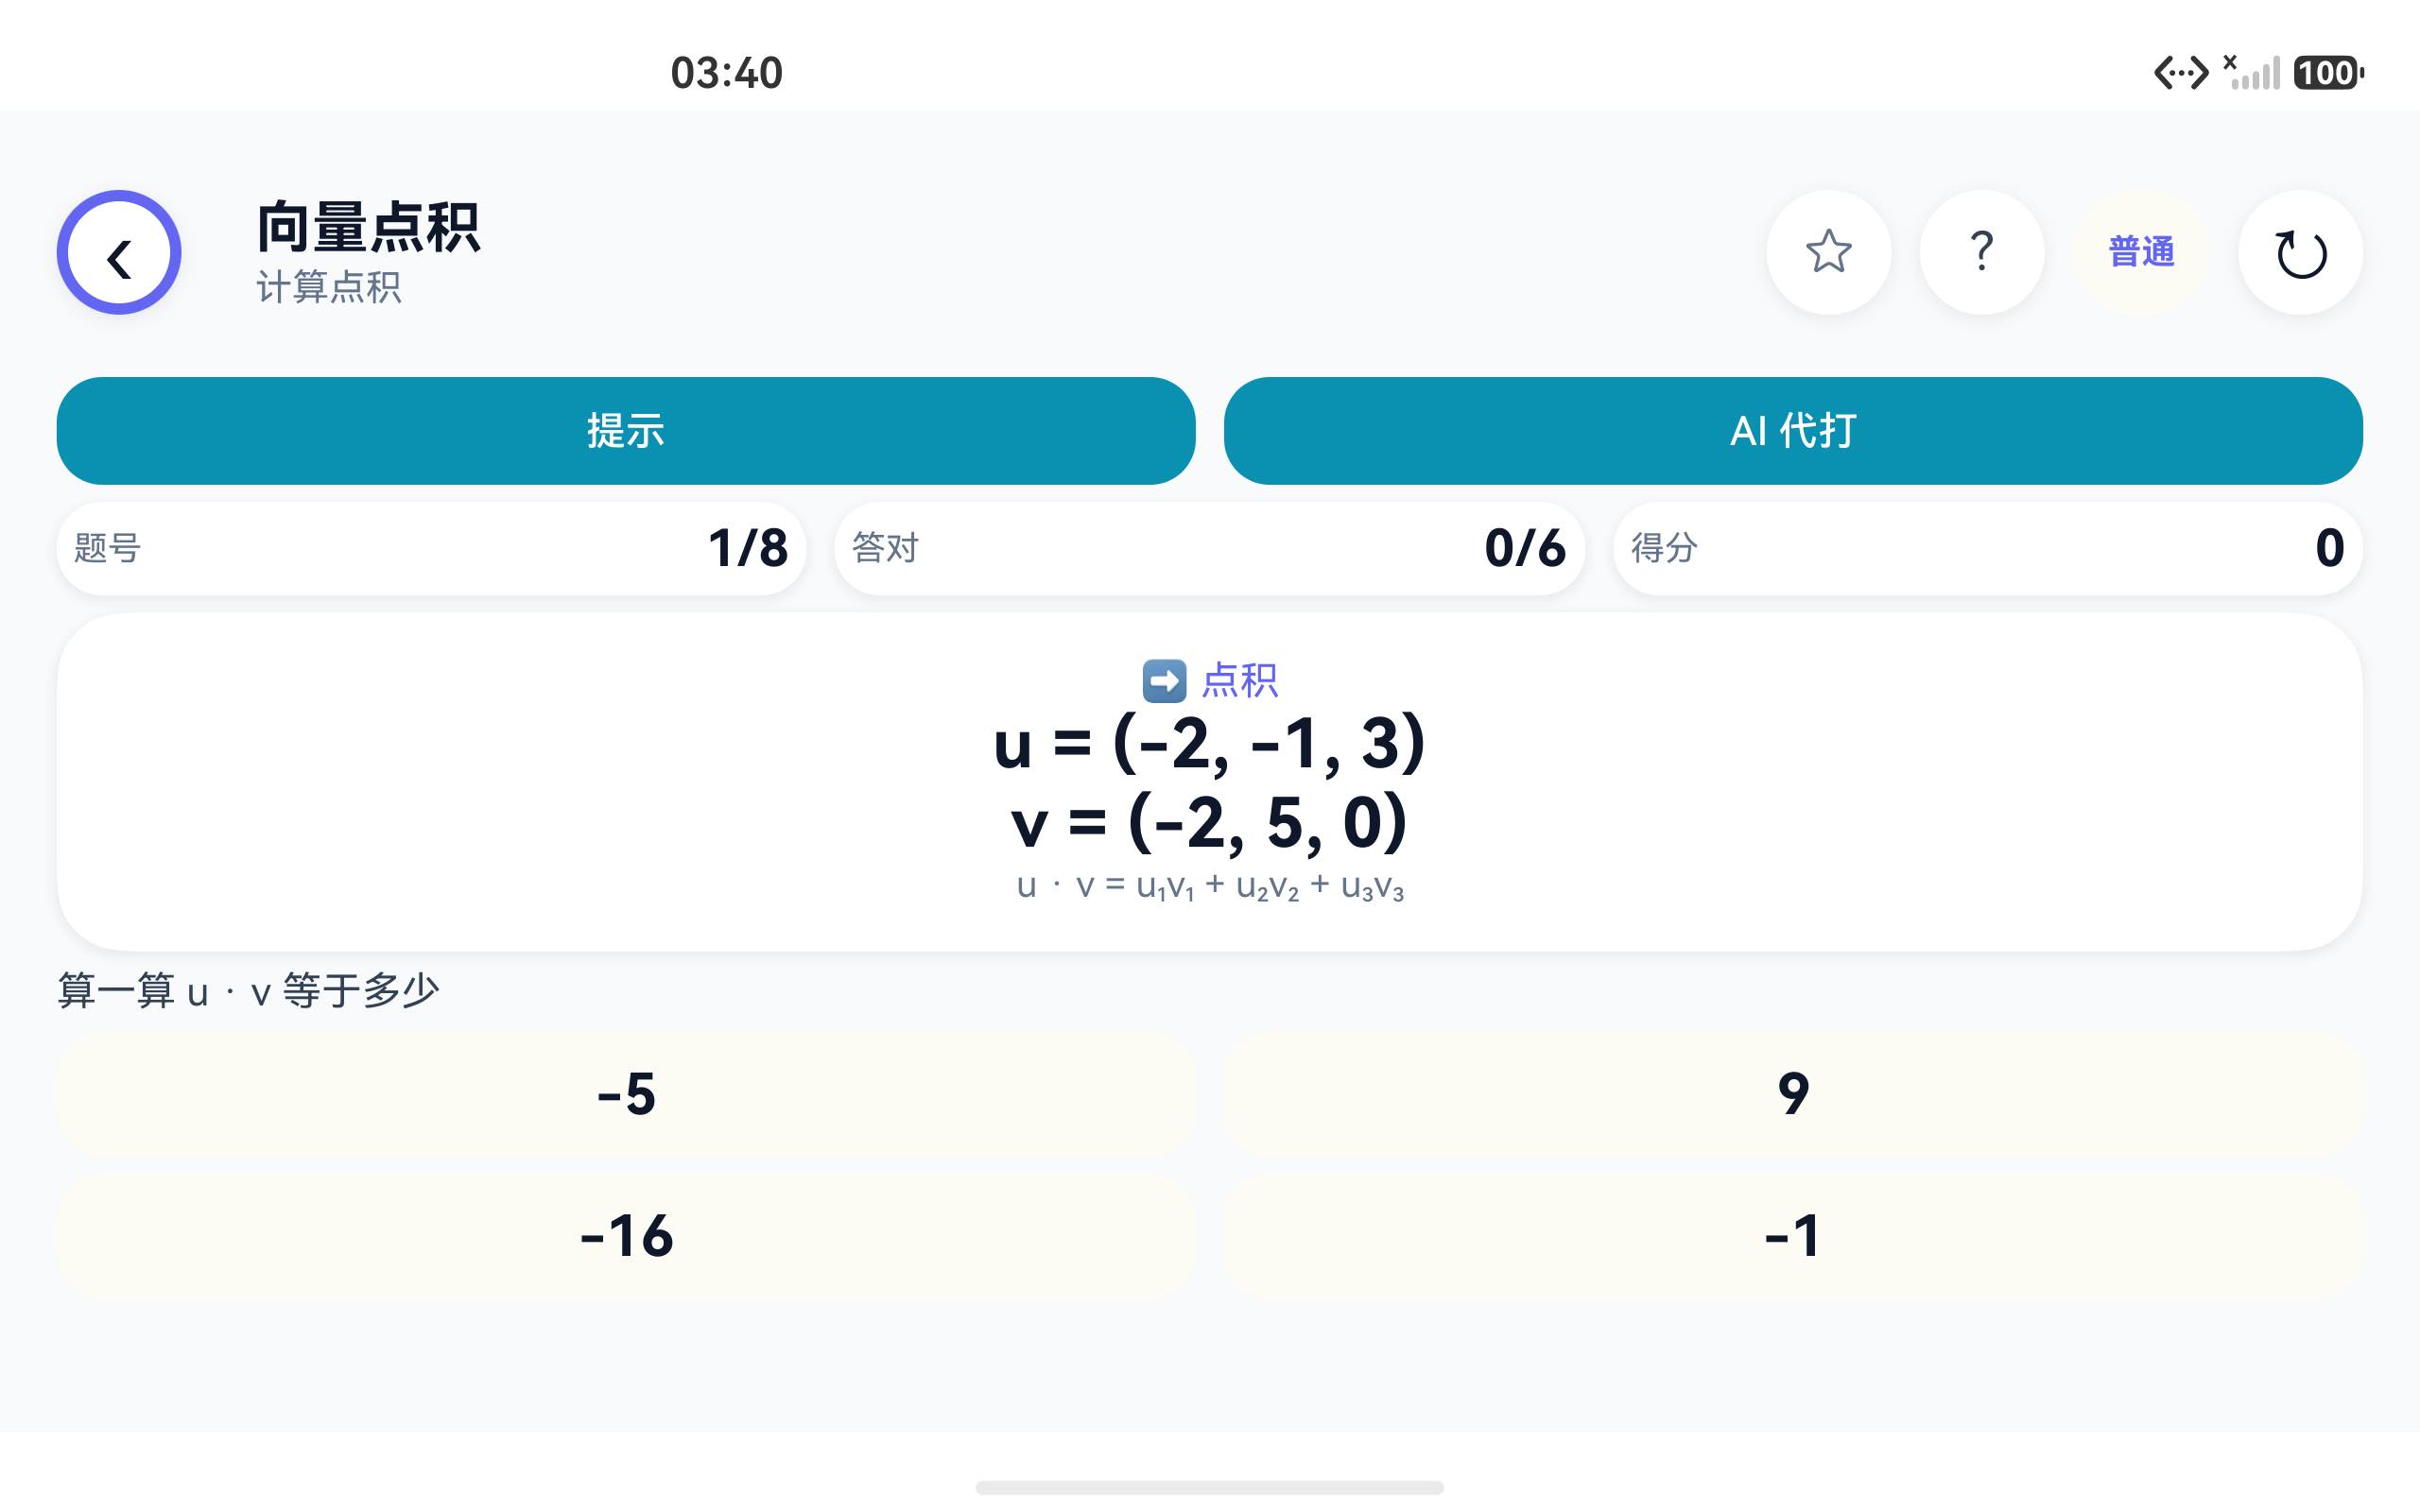 03:40
100
向量点积
计算点积
?
普通
提示
AI 代打
题号 1/8
答对 0/6
得分 0
➡️ 点积
u = (-2, -1, 3)
v = (-2, 5, 0)
u · v = u₁v₁ + u₂v₂ + u₃v₃
算一算 u · v 等于多少
-5
9
-16
-1